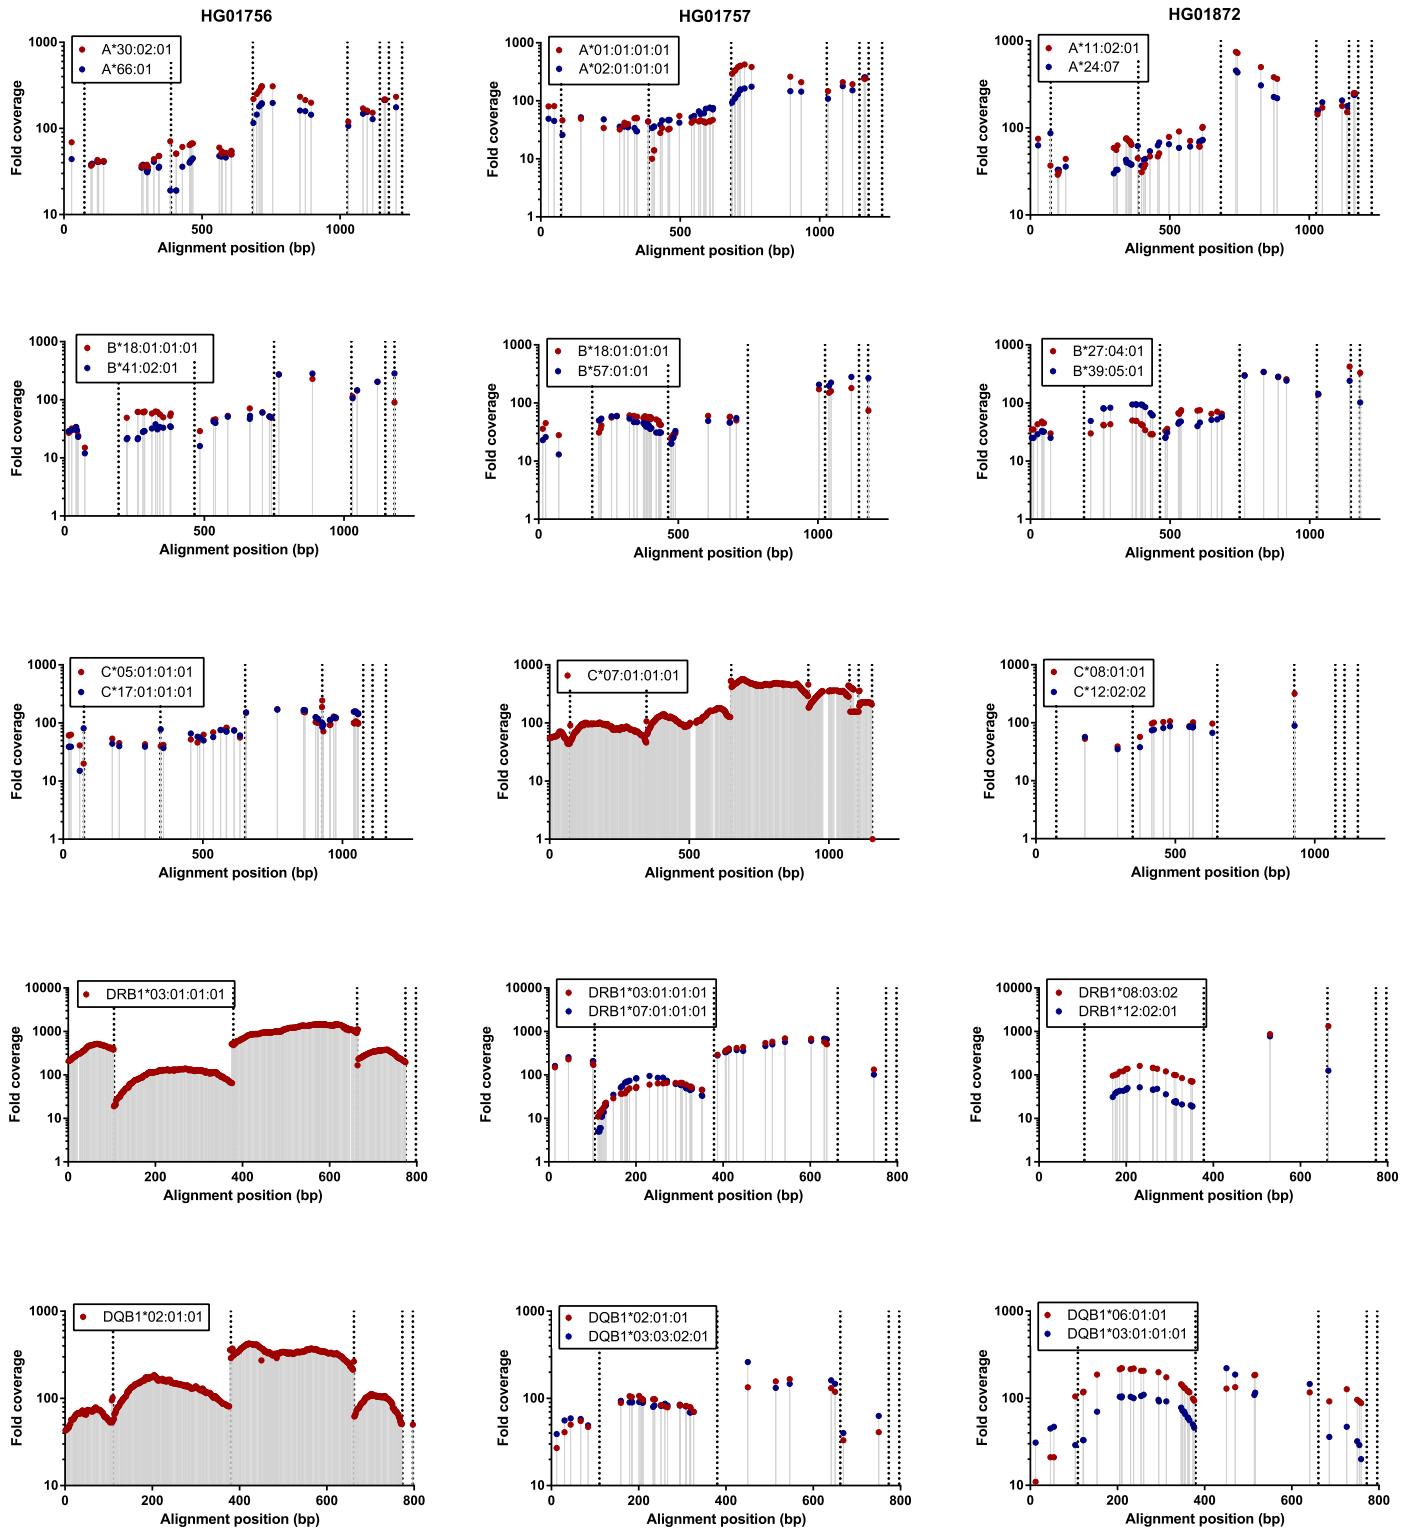 HG01756
HG01757
HG01872
Fold coverage
1000
100
10
A*30:02:01
A*66:01
0
500
1000
Alignment position (bp)
Fold coverage
1000
100
10
1
A*01:01:01:01
A*02:01:01:01
0
500
1000
Alignment position (bp)
Fold coverage
1000
100
10
A*11:02:01
A*24:07
0
500
1000
Alignment position (bp)
Fold coverage
1000
100
10
1
B*18:01:01:01
B*41:02:01
0
500
1000
Alignment position (bp)
Fold coverage
1000
100
10
1
B*18:01:01:01
B*57:01:01
0
500
1000
Alignment position (bp)
Fold coverage
1000
100
10
1
B*27:04:01
B*39:05:01
0
500
1000
Alignment position (bp)
Fold coverage
1000
100
10
1
C*05:01:01:01
C*17:01:01:01
0
500
1000
Alignment position (bp)
Fold coverage
1000
100
10
1
C*07:01:01:01
0
500
1000
Alignment position (bp)
Fold coverage
1000
100
10
1
C*08:01:01
C*12:02:02
0
500
1000
Alignment position (bp)
Fold coverage
10000
1000
100
10
1
DRB1*03:01:01:01
0
200
400
600
800
Alignment position (bp)
Fold coverage
10000
1000
100
10
1
DRB1*03:01:01:01
DRB1*07:01:01:01
0
200
400
600
800
Alignment position (bp)
Fold coverage
10000
1000
100
10
1
DRB1*08:03:02
DRB1*12:02:01
0
200
400
600
800
Alignment position (bp)
Fold coverage
1000
100
10
DQB1*02:01:01
0
200
400
600
800
Alignment position (bp)
Fold coverage
1000
100
10
DQB1*02:01:01
DQB1*03:03:02:01
0
200
400
600
800
Alignment position (bp)
Fold coverage
1000
100
10
DQB1*06:01:01
DQB1*03:01:01:01
0
200
400
600
800
Alignment position (bp)